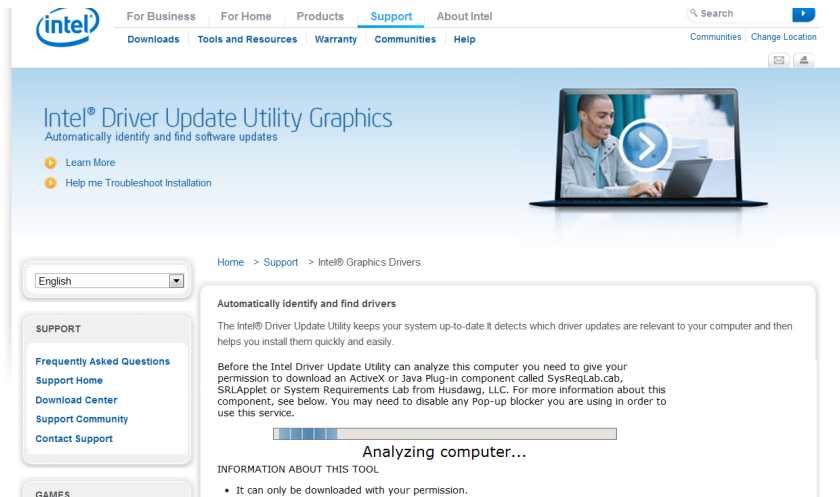 intel
For Business For Home Products Support About Intel
Search
Downloads Tools and Resources Warranty Communities Help
Communities Change Location
Intel® Driver Update Utility Graphics
Automatically identify and find software updates
Learn More
Help me Troubleshoot Installation
Home > Support > Intel® Graphics Drivers
English
SUPPORT
Frequently Asked Questions
Support Home
Download Center
Support Community
Contact Support
GAMES
Automatically identify and find drivers
The Intel® Driver Update Utility keeps your system up-to-date.It detects which driver updates are relevant to your computer and then
helps you install them quickly and easily.
Before the Intel Driver Update Utility can analyze this computer you need to give your
permission to download an ActiveX or Java Plug-in component called SysReqLab.cab,
SRLApplet or System Requirements Lab from Husdawg, LLC. For more information about this
component, see below. You may need to disable any Pop-up blocker you are using in order to
use this service.
Analyzing computer...
INFORMATION ABOUT THIS TOOL
• It can only be downloaded with your permission.